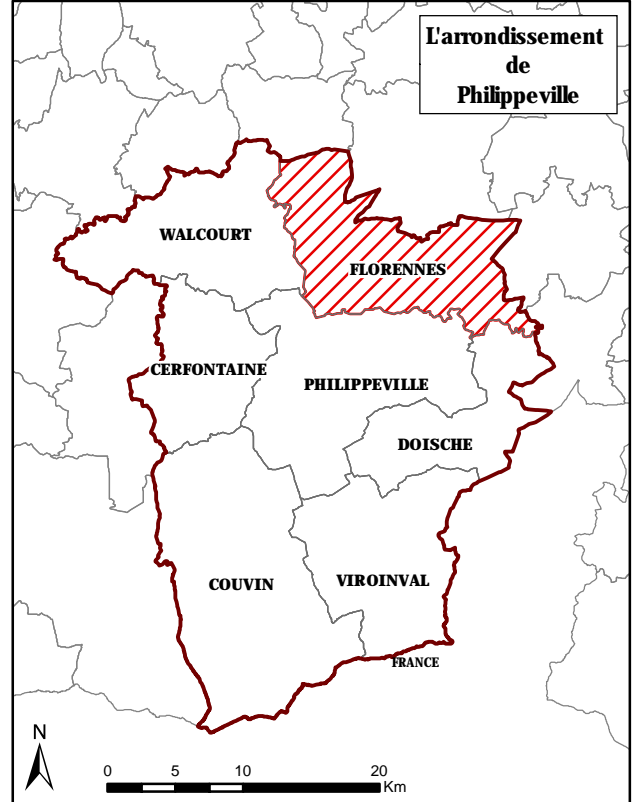 L'arrondissement
de
Philippeville
WALCOURT
FLORENNES
CERFONTAINE
PHILIPPEVILLE
DOISCHE
COUVIN
VIROINVAL
FRANCE
N
0 5 10 20
Km